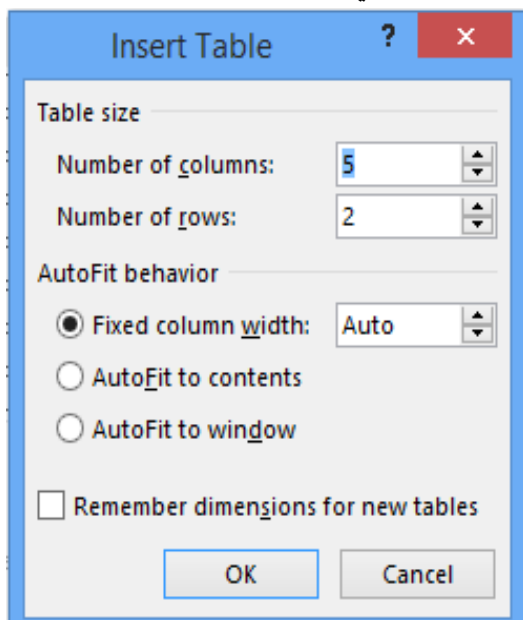 Insert Table ? ×
Table size
Number of columns: 5
Number of rows: 2
AutoFit behavior
Fixed column width: Auto
AutoFit to contents
AutoFit to window
Remember dimensions for new tables
OK Cancel